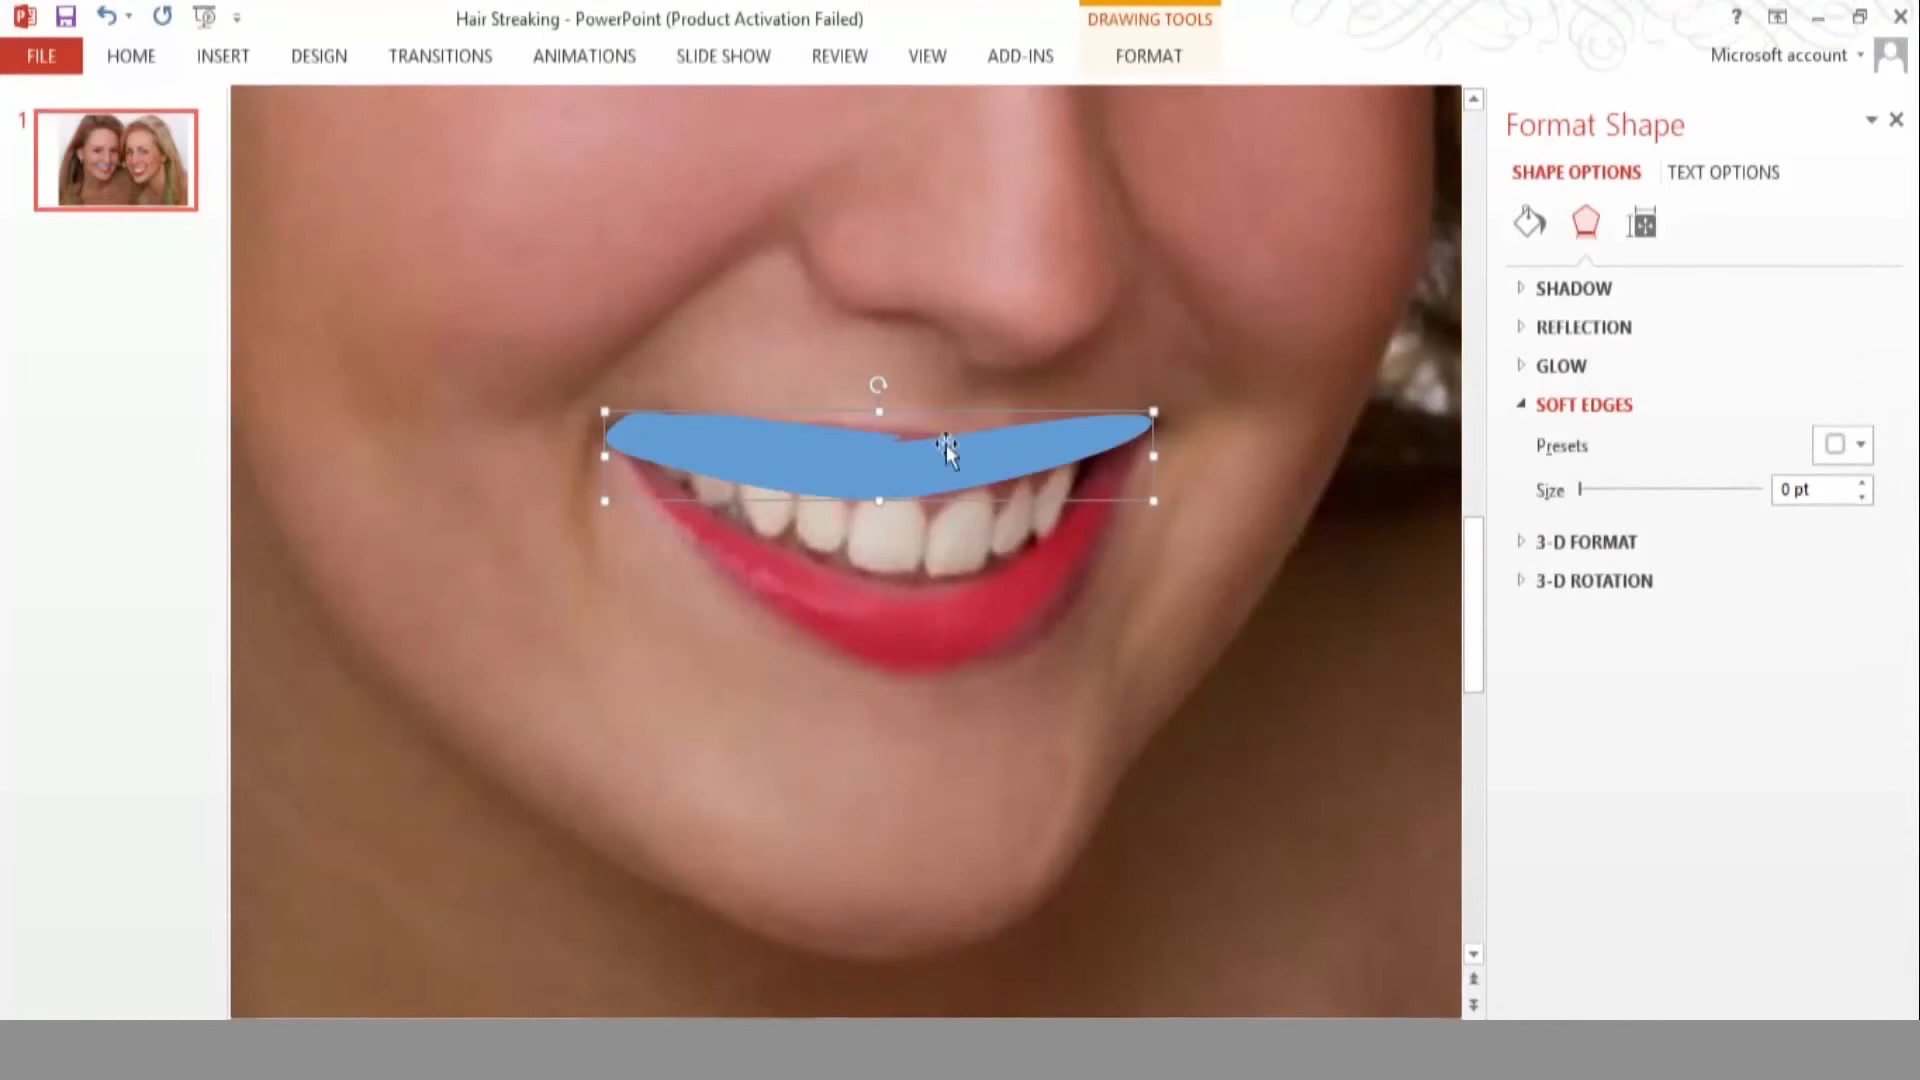 Hair Streaking - PowerPoint (Product Activation Failed)
DRAWING TOOLS
?
FILE HOME INSERT DESIGN TRANSITIONS ANIMATIONS SLIDE SHOW REVIEW VIEW ADD-INS FORMAT Microsoft account
1
Format Shape
SHAPE OPTIONS TEXT OPTIONS
SHADOW
REFLECTION
GLOW
SOFT EDGES
Presets
Size 0 pt
3-D FORMAT
3-D ROTATION